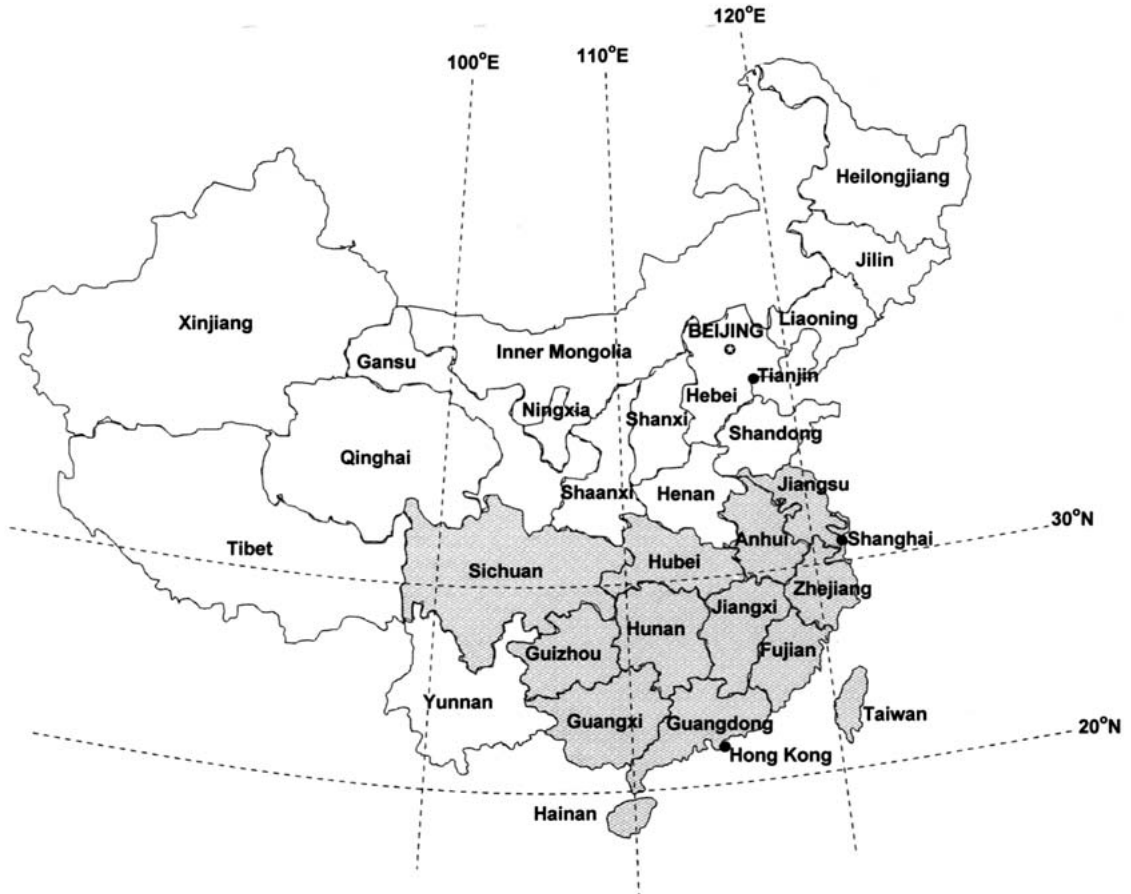 120°E
110°E
100°E
Heilongjiang
Jilin
Liaoning
Xinjiang
BEIJING
Inner Mongolia
Gansu
Tianjin
Hebei
Ningxia
Shanxi
Shandong
Qinghai
Jiangsu
Shaanxi
Henan
30°N
Anhui
Shanghai
Tibet
Hubei
Sichuan
Zhejiang
Jiangxi
Hunan
Fujian
Guizhou
Yunnan
Taiwan
Guangxi
Guangdong
20°N
Hong Kong
Hainan